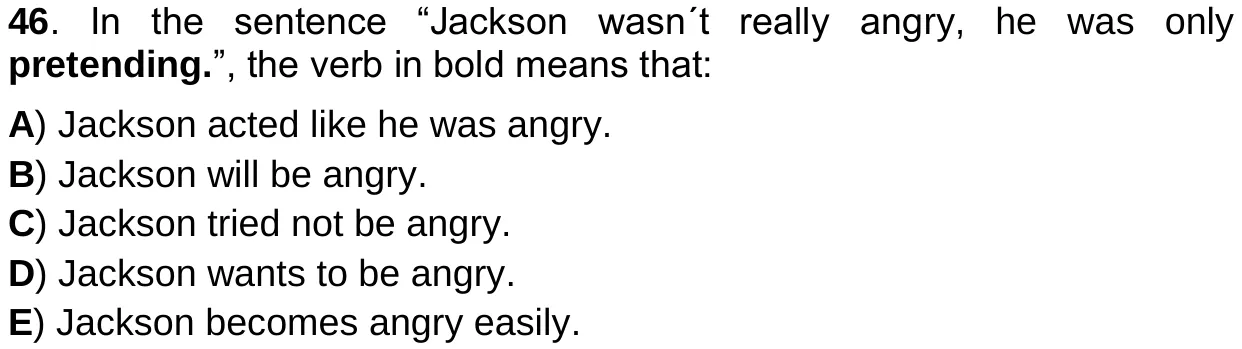 46. In the sentence “Jackson wasn´t really angry, he was only
pretending.”, the verb in bold means that:
A) Jackson acted like he was angry.
B) Jackson will be angry.
C) Jackson tried not be angry.
D) Jackson wants to be angry.
E) Jackson becomes angry easily.